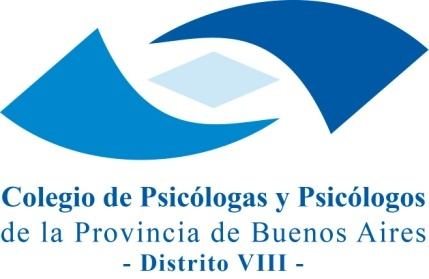 Colegio de Psicólogas y Psicólogos
de la Provincia de Buenos Aires
- Distrito VIII -